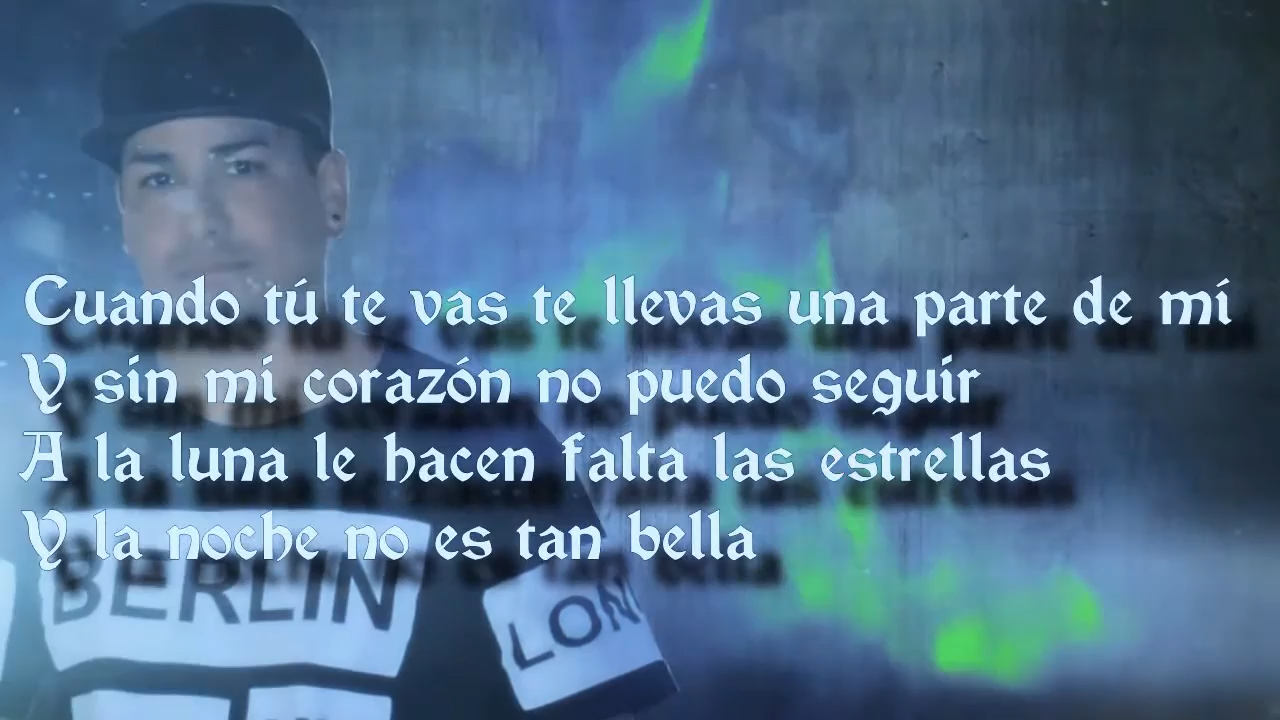 Cuando tú te vas te llevas una parte de mí
Y sin mi corazón no puedo seguir
A la luna le hacen falta las estrellas
Y la noche no es tan bella
BERLIN
LON